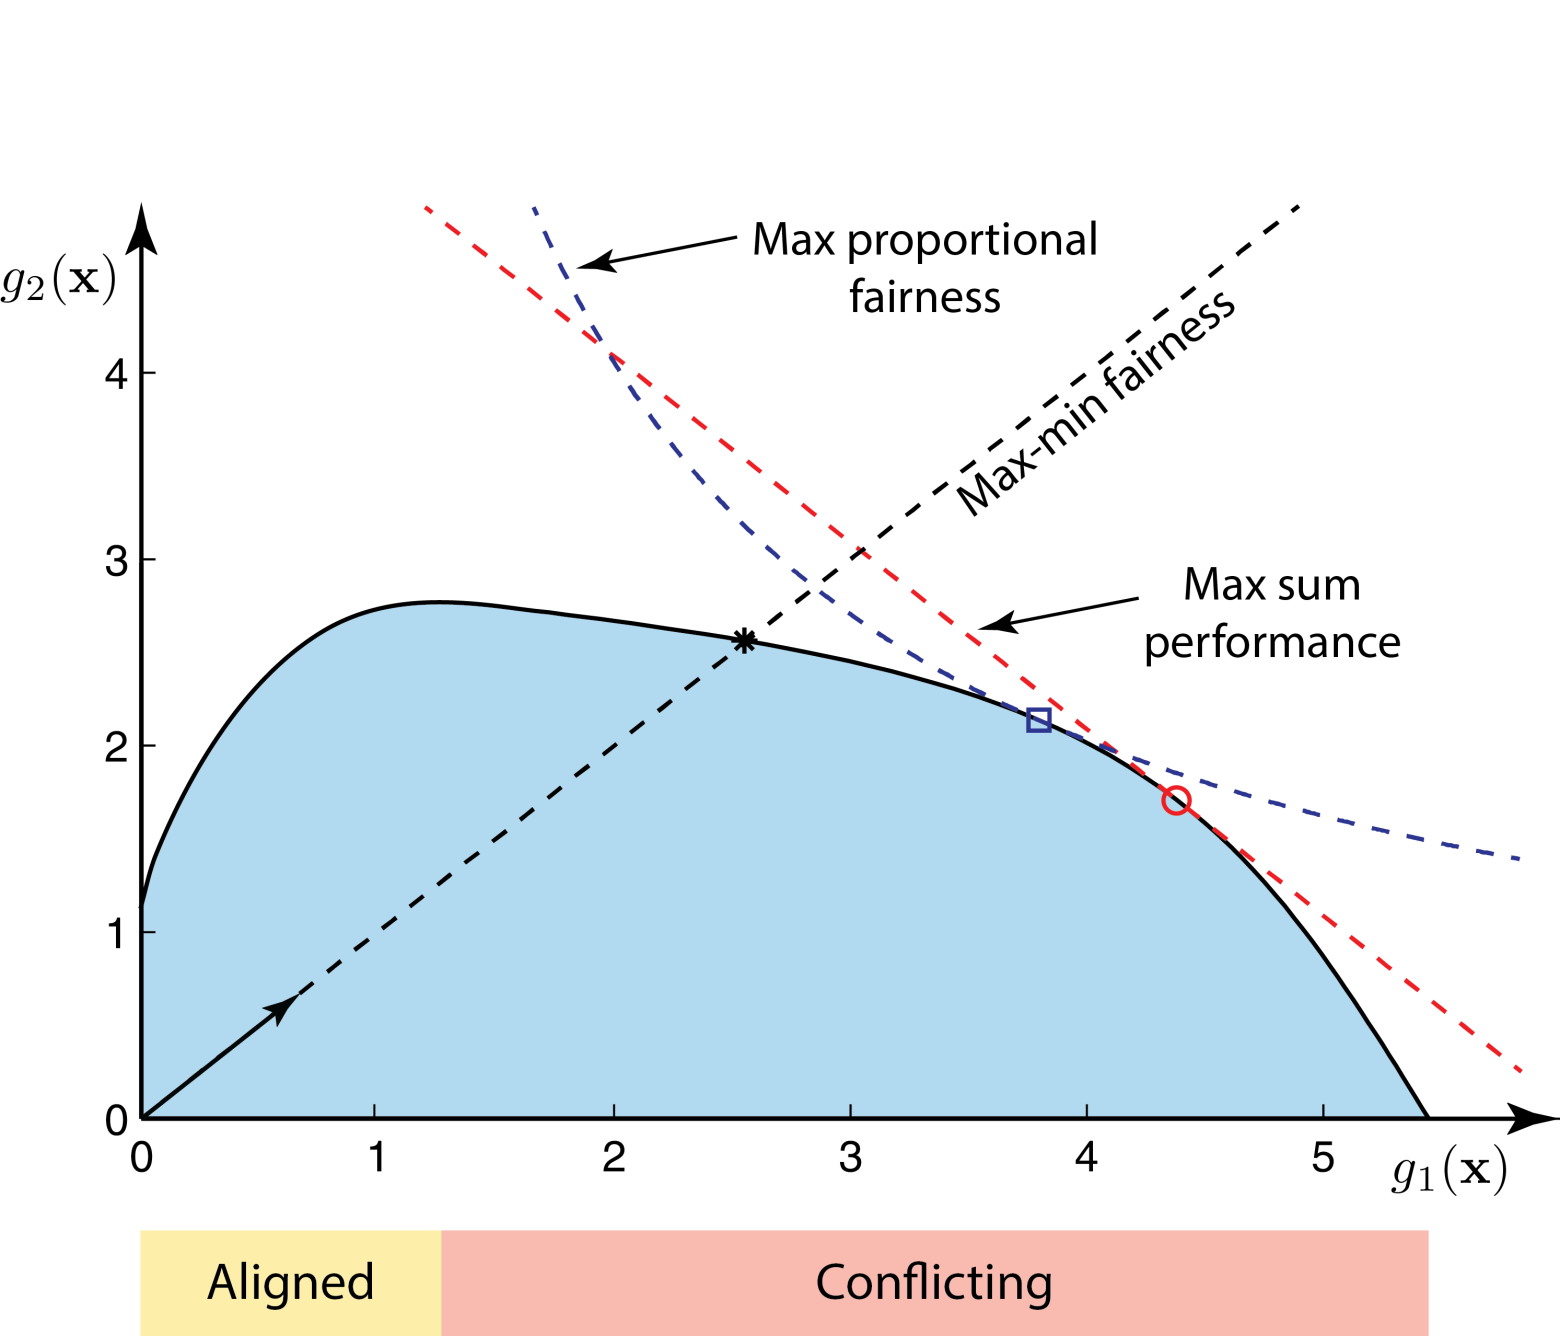 Max proportional
fairness
g₂(𝐱)
Max-min fairness
4
3
Max sum
performance
2
1
0
0 1 2 3 4 5
g₁(𝐱)
Aligned Conflicting